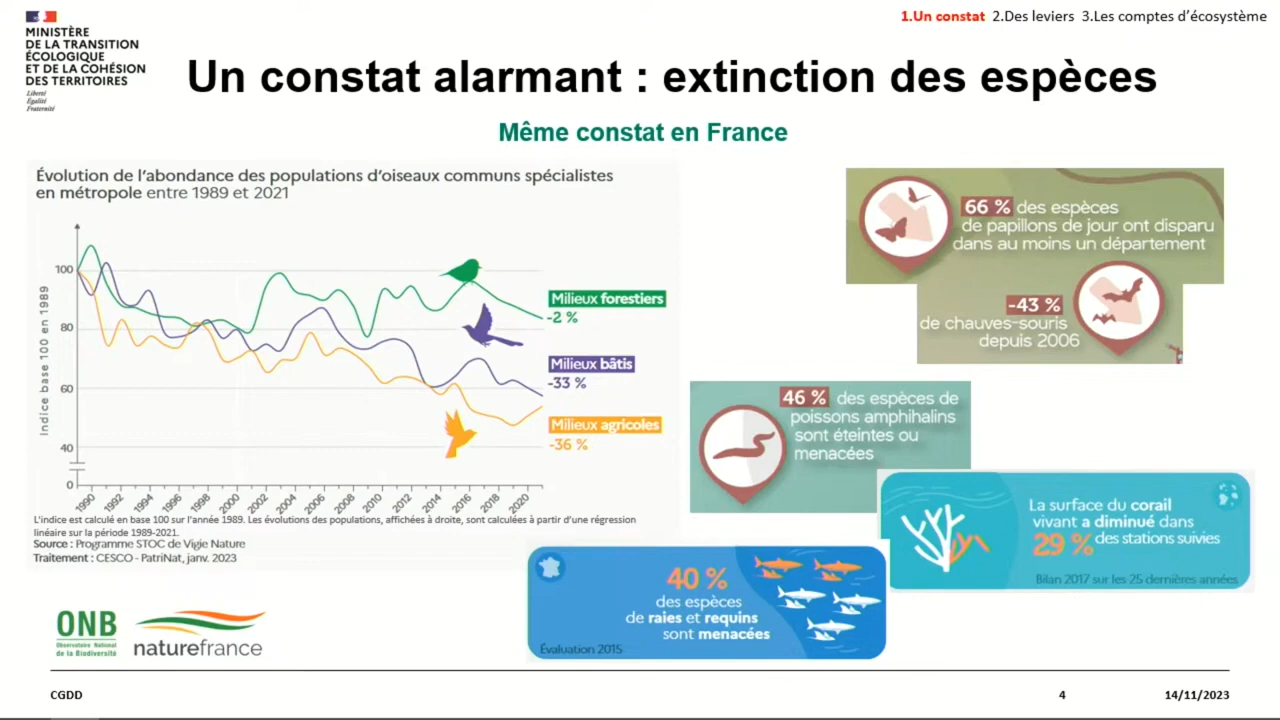 1.Un constat 2.Des leviers 3.Les comptes d'écosystème
MINISTÈRE
DE LA TRANSITION
ÉCOLOGIQUE
ET DE LA COHÉSION
DES TERRITOIRES
Liberté
Égalité
Fraternité
Un constat alarmant : extinction des espèces
Même constat en France
Évolution de l'abondance des populations d'oiseaux communs spécialistes
en métropole entre 1989 et 2021
Indice base 100 en 1989
100
80
60
40
0
1990
1992
1994
1996
1998
2000
2002
2004
2006
2008
2010
2012
2014
2016
2018
2020
Milieux forestiers
-2 %
Milieux bâtis
-33 %
Milieux agricoles
-36 %
L'indice est calculé en base 100 sur l'année 1989. Les évolutions des populations, affichées à droite, sont calculées à partir d'une régression
linéaire sur la période 1989-2021.
Source : Programme STOC de Vigie Nature
Traitement : CESCO - PatriNat, janv. 2023
66 % des espèces
de papillons de jour ont disparu
dans au moins un département
-43 %
de chauves-souris
depuis 2006
46 % des espèces de
poissons amphihalins
sont éteintes ou
menacées
La surface du corail
vivant a diminué dans
29 % des stations suivies
Bilan 2017 sur les 25 dernières années
40 %
des espèces
de raies et requins
sont menacées
Évaluation 2015
ONB
Observatoire National
de la Biodiversité
naturefrance
CGDD
4
14/11/2023